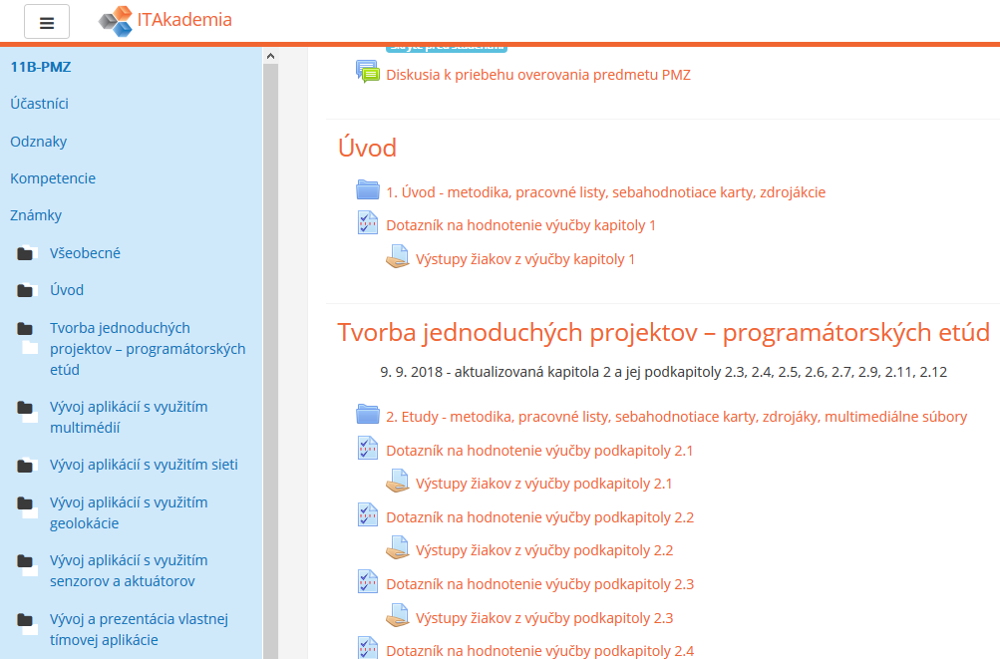 ITAkademia
11B-PMZ
Účastníci
Odznaky
Kompetencie
Známky
Všeobecné
Úvod
Tvorba jednoduchých
projektov – programátorských
etúd
Vývoj aplikácií s využitím
multimédií
Vývoj aplikácií s využitím sieti
Vývoj aplikácií s využitím
geolokácie
Vývoj aplikácií s využitím
senzorov a aktuátorov
Vývoj a prezentácia vlastnej
tímovej aplikácie
Diskusia k priebehu overovania predmetu PMZ
Úvod
1. Úvod - metodika, pracovné listy, sebahodnotiace karty, zdrojákcie
Dotazník na hodnotenie výučby kapitoly 1
Výstupy žiakov z výučby kapitoly 1
Tvorba jednoduchých projektov – programátorských etúd
9. 9. 2018 - aktualizovaná kapitola 2 a jej podkapitoly 2.3, 2.4, 2.5, 2.6, 2.7, 2.9, 2.11, 2.12
2. Etudy - metodika, pracovné listy, sebahodnotiace karty, zdrojáky, multimediálne súbory
Dotazník na hodnotenie výučby podkapitoly 2.1
Výstupy žiakov z výučby podkapitoly 2.1
Dotazník na hodnotenie výučby podkapitoly 2.2
Výstupy žiakov z výučby podkapitoly 2.2
Dotazník na hodnotenie výučby podkapitoly 2.3
Výstupy žiakov z výučby podkapitoly 2.3
Dotazník na hodnotenie výučby podkapitoly 2.4